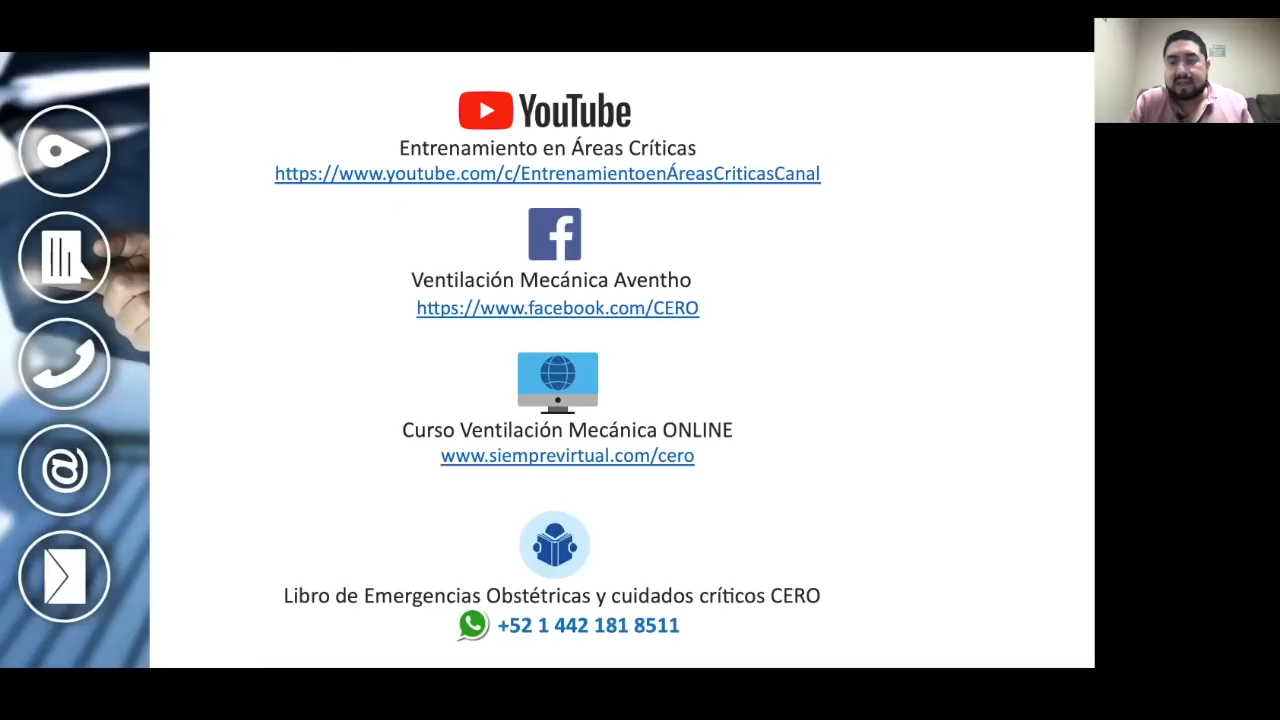 YouTube
Entrenamiento en Áreas Críticas
https://www.youtube.com/c/EntrenamientoenÁreasCriticasCanal
Ventilación Mecánica Aventho
https://www.facebook.com/CERO
Curso Ventilación Mecánica ONLINE
www.siemprevirtual.com/cero
Libro de Emergencias Obstétricas y cuidados críticos CERO
+52 1 442 181 8511